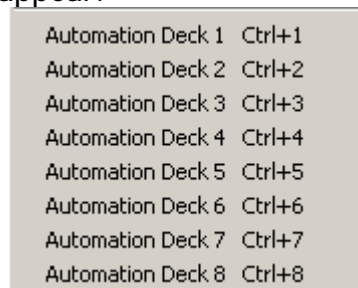 Automation Deck 1 Ctrl+1
Automation Deck 2 Ctrl+2
Automation Deck 3 Ctrl+3
Automation Deck 4 Ctrl+4
Automation Deck 5 Ctrl+5
Automation Deck 6 Ctrl+6
Automation Deck 7 Ctrl+7
Automation Deck 8 Ctrl+8